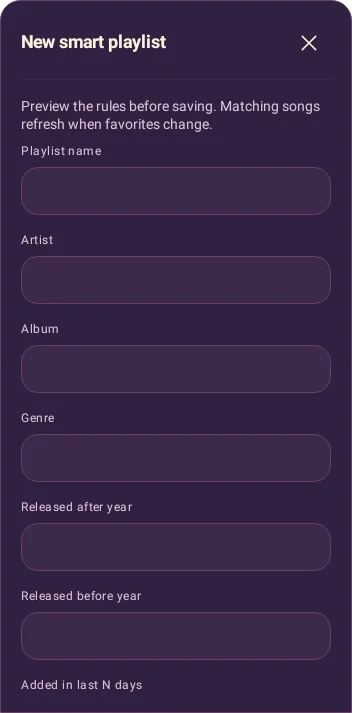 New smart playlist
Preview the rules before saving. Matching songs
refresh when favorites change.
Playlist name
Artist
Album
Genre
Released after year
Released before year
Added in last N days